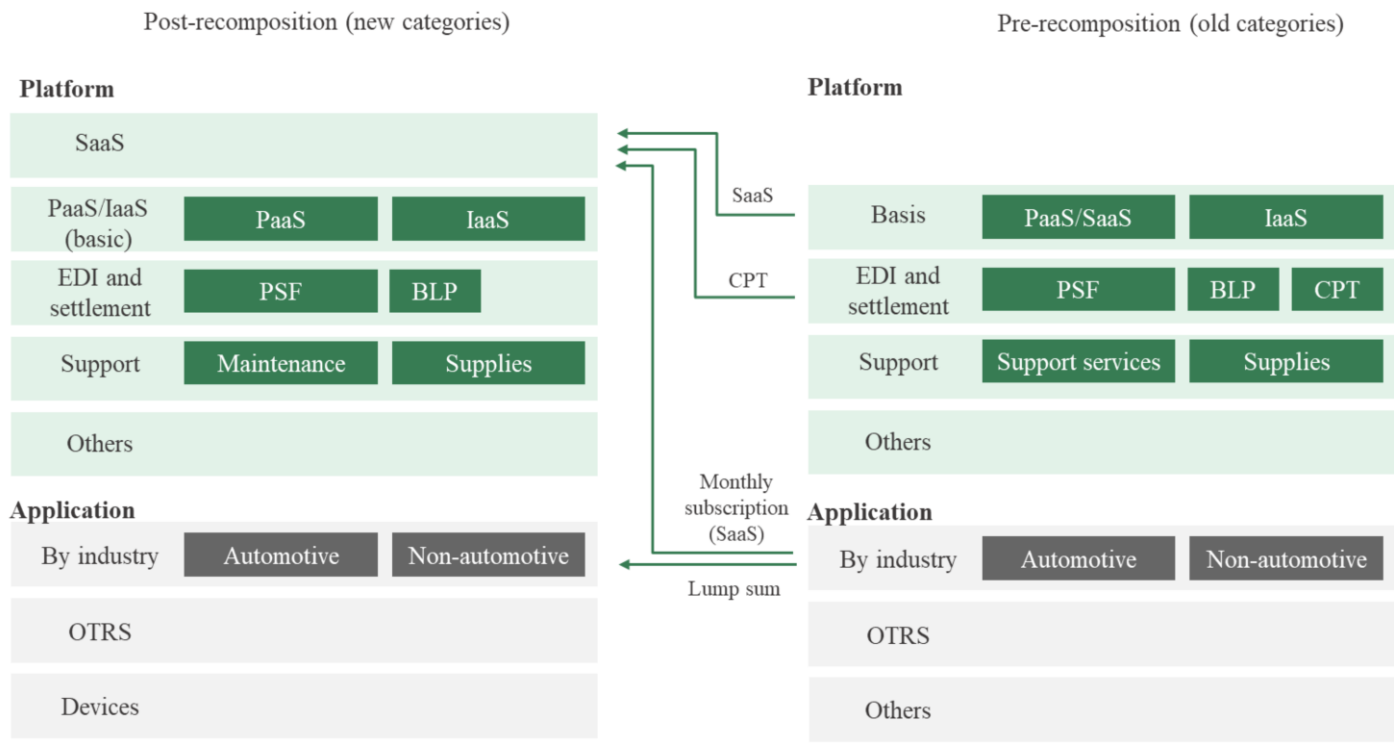 Post-recomposition (new categories)
Platform
SaaS
PaaS/IaaS
(basic)
PaaS
IaaS
EDI and
settlement
PSF
BLP
Support
Maintenance
Supplies
Others
Application
By industry
Automotive
Non-automotive
OTRS
Devices
SaaS
CPT
Monthly
subscription
(SaaS)
Lump sum
Pre-recomposition (old categories)
Platform
Basis
PaaS/SaaS
IaaS
EDI and
settlement
PSF
BLP
CPT
Support
Support services
Supplies
Others
Application
By industry
Automotive
Non-automotive
OTRS
Others